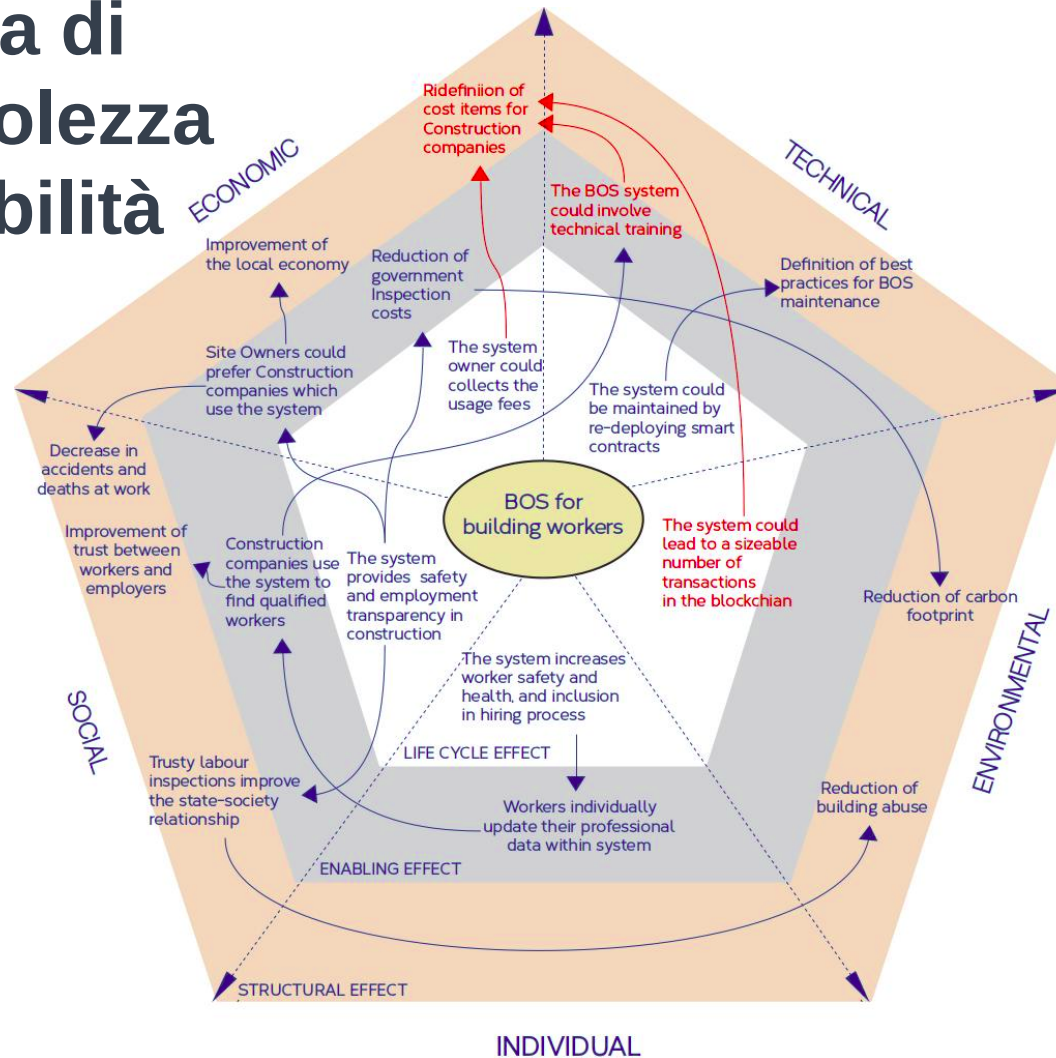 a di
olezza
bilità
ECONOMIC
TECHNICAL
Ridefiniion of
cost items for
Construction
companies
The BOS system
could involve
technical training
Improvement of
the local economy
Reduction of
government
Inspection
costs
Definition of best
practices for BOS
maintenance
Site Owners could
prefer Construction
companies which
use the system
The system
owner could
collects the
usage fees
The system could
be maintained by
re-deploying smart
contracts
Decrease in
accidents and
deaths at work
BOS for
building workers
Improvement of
trust between
workers and
employers
Construction
companies use
the system to
find qualified
workers
The system
provides safety
and employment
transparency in
construction
The system could
lead to a sizeable
number of
transactions
in the blockchian
Reduction of carbon
footprint
The system increases
worker safety and
health, and inclusion
in hiring process
SOCIAL
ENVIRONMENTAL
LIFE CYCLE EFFECT
Trusty labour
inspections improve
the state-society
relationship
Workers individually
update their professional
data within system
Reduction of
building abuse
ENABLING EFFECT
STRUCTURAL EFFECT
INDIVIDUAL